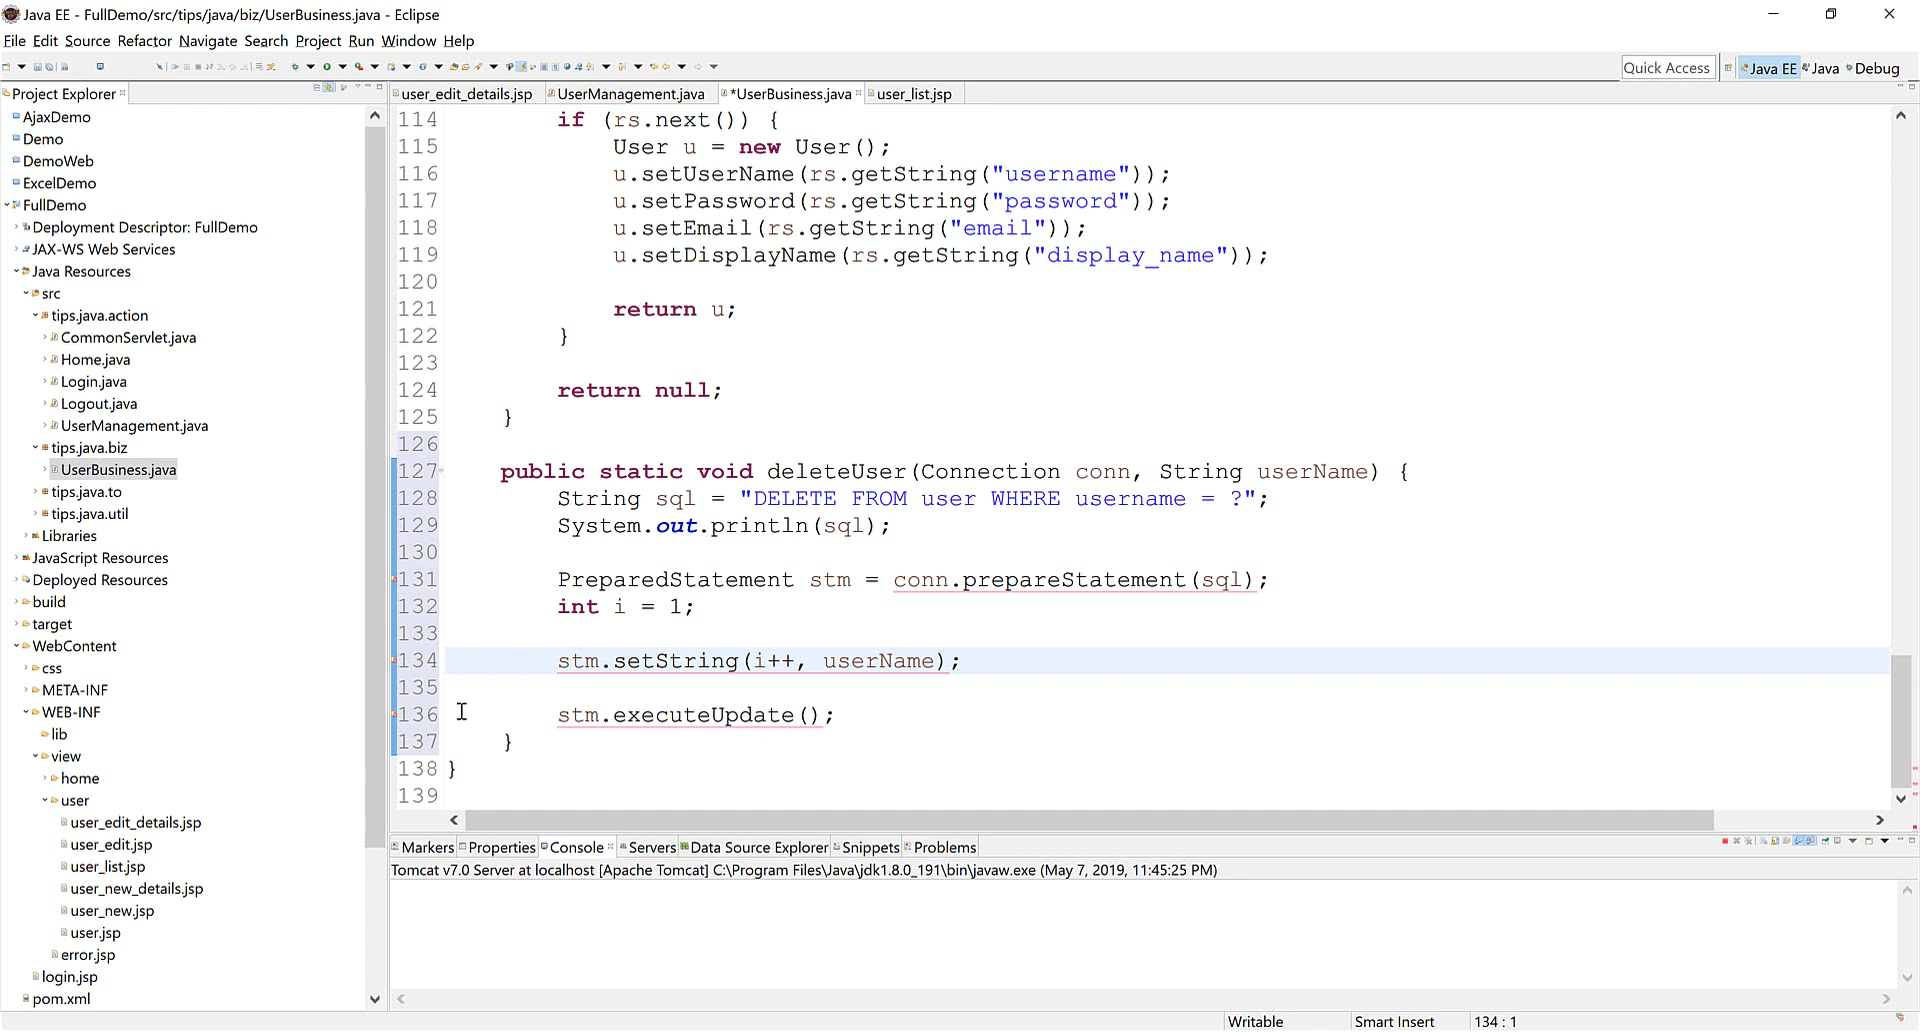 Java EE - FullDemo/src/tips/java/biz/UserBusiness.java - Eclipse
File Edit Source Refactor Navigate Search Project Run Window Help
Quick Access
Java EE
Java
Debug
Project Explorer
AjaxDemo
Demo
DemoWeb
ExcelDemo
FullDemo
Deployment Descriptor: FullDemo
JAX-WS Web Services
Java Resources
src
tips.java.action
CommonServlet.java
Home.java
Login.java
Logout.java
UserManagement.java
tips.java.biz
UserBusiness.java
tips.java.to
tips.java.util
Libraries
JavaScript Resources
Deployed Resources
build
target
WebContent
css
META-INF
WEB-INF
lib
view
home
user
user_edit_details.jsp
user_edit.jsp
user_list.jsp
user_new_details.jsp
user_new.jsp
user.jsp
error.jsp
login.jsp
pom.xml
user_edit_details.jsp
UserManagement.java
*UserBusiness.java
user_list.jsp
114 if (rs.next()) {
115 User u = new User();
116 u.setUserName(rs.getString("username"));
117 u.setPassword(rs.getString("password"));
118 u.setEmail(rs.getString("email"));
119 u.setDisplayName(rs.getString("display_name"));
120
121 return u;
122 }
123
124 return null;
125 }
126
127 public static void deleteUser(Connection conn, String userName) {
128 String sql = "DELETE FROM user WHERE username = ?";
129 System.out.println(sql);
130
131 PreparedStatement stm = conn.prepareStatement(sql);
132 int i = 1;
133
134 stm.setString(i++, userName);
135
136 stm.executeUpdate();
137 }
138 }
139
Markers
Properties
Console
Servers
Data Source Explorer
Snippets
Problems
Tomcat v7.0 Server at localhost [Apache Tomcat] C:\Program Files\Java\jdk1.8.0_191\bin\javaw.exe (May 7, 2019, 11:45:25 PM)
Writable
Smart Insert
134 : 1